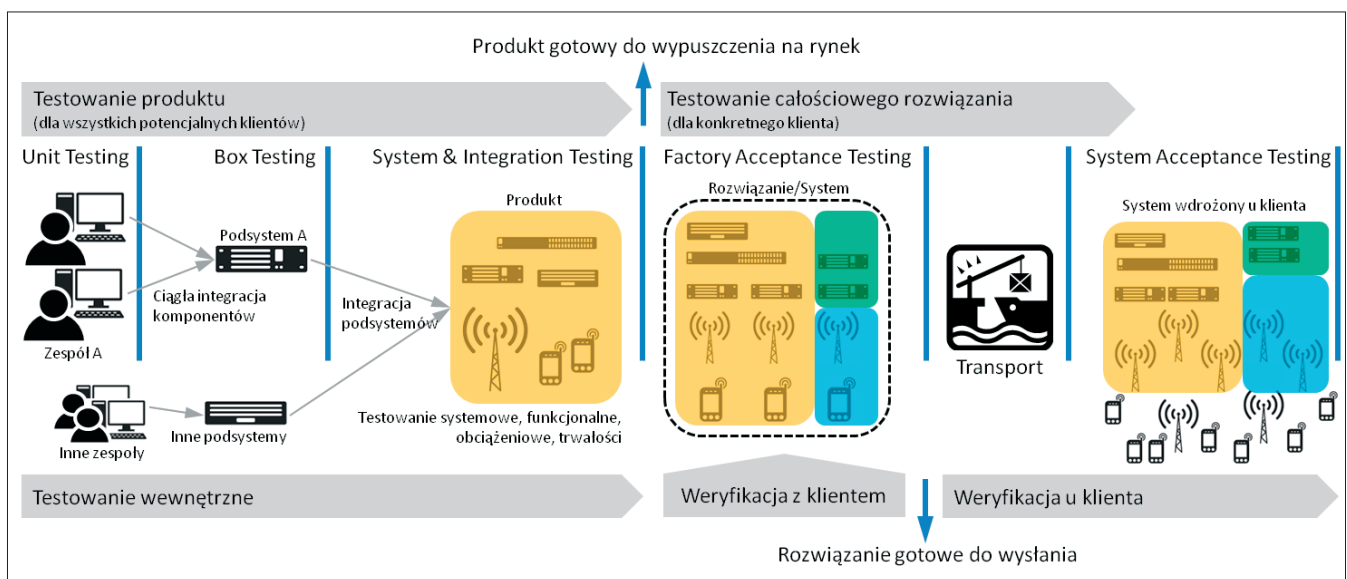 Produkt gotowy do wypuszczenia na rynek
Testowanie produktu
(dla wszystkich potencjalnych klientów)
Testowanie całościowego rozwiązania
(dla konkretnego klienta)
Unit Testing
Box Testing
System & Integration Testing
Factory Acceptance Testing
System Acceptance Testing
Rozwiązanie/System
Produkt
System wdrożony u klienta
Podsystem A
Ciągła integracja
komponentów
Integracja
podsystemów
Zespół A
Transport
Testowanie systemowe, funkcjonalne,
obciążeniowe, trwałości
Inne podsystemy
Inne zespoły
Testowanie wewnętrzne
Weryfikacja z klientem
Weryfikacja u klienta
Rozwiązanie gotowe do wysłania